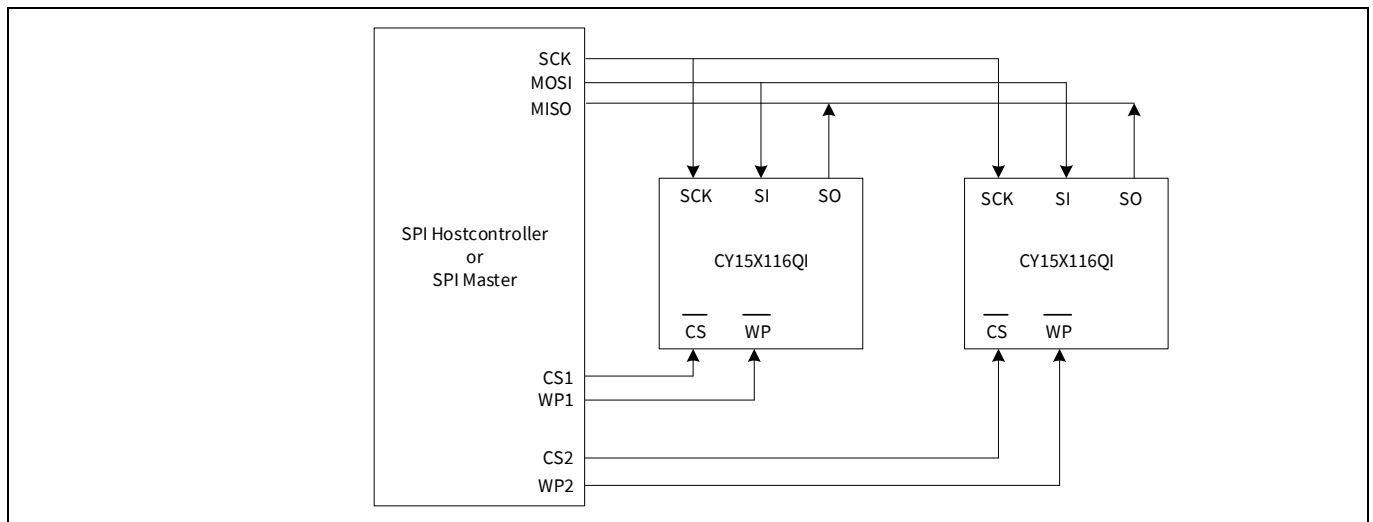 SCK
MOSI
MISO
SPI Hostcontroller
or
SPI Master
CS1
WP1
CS2
WP2
SCK SI SO
CY15X116QI
CS WP
SCK SI SO
CY15X116QI
CS WP